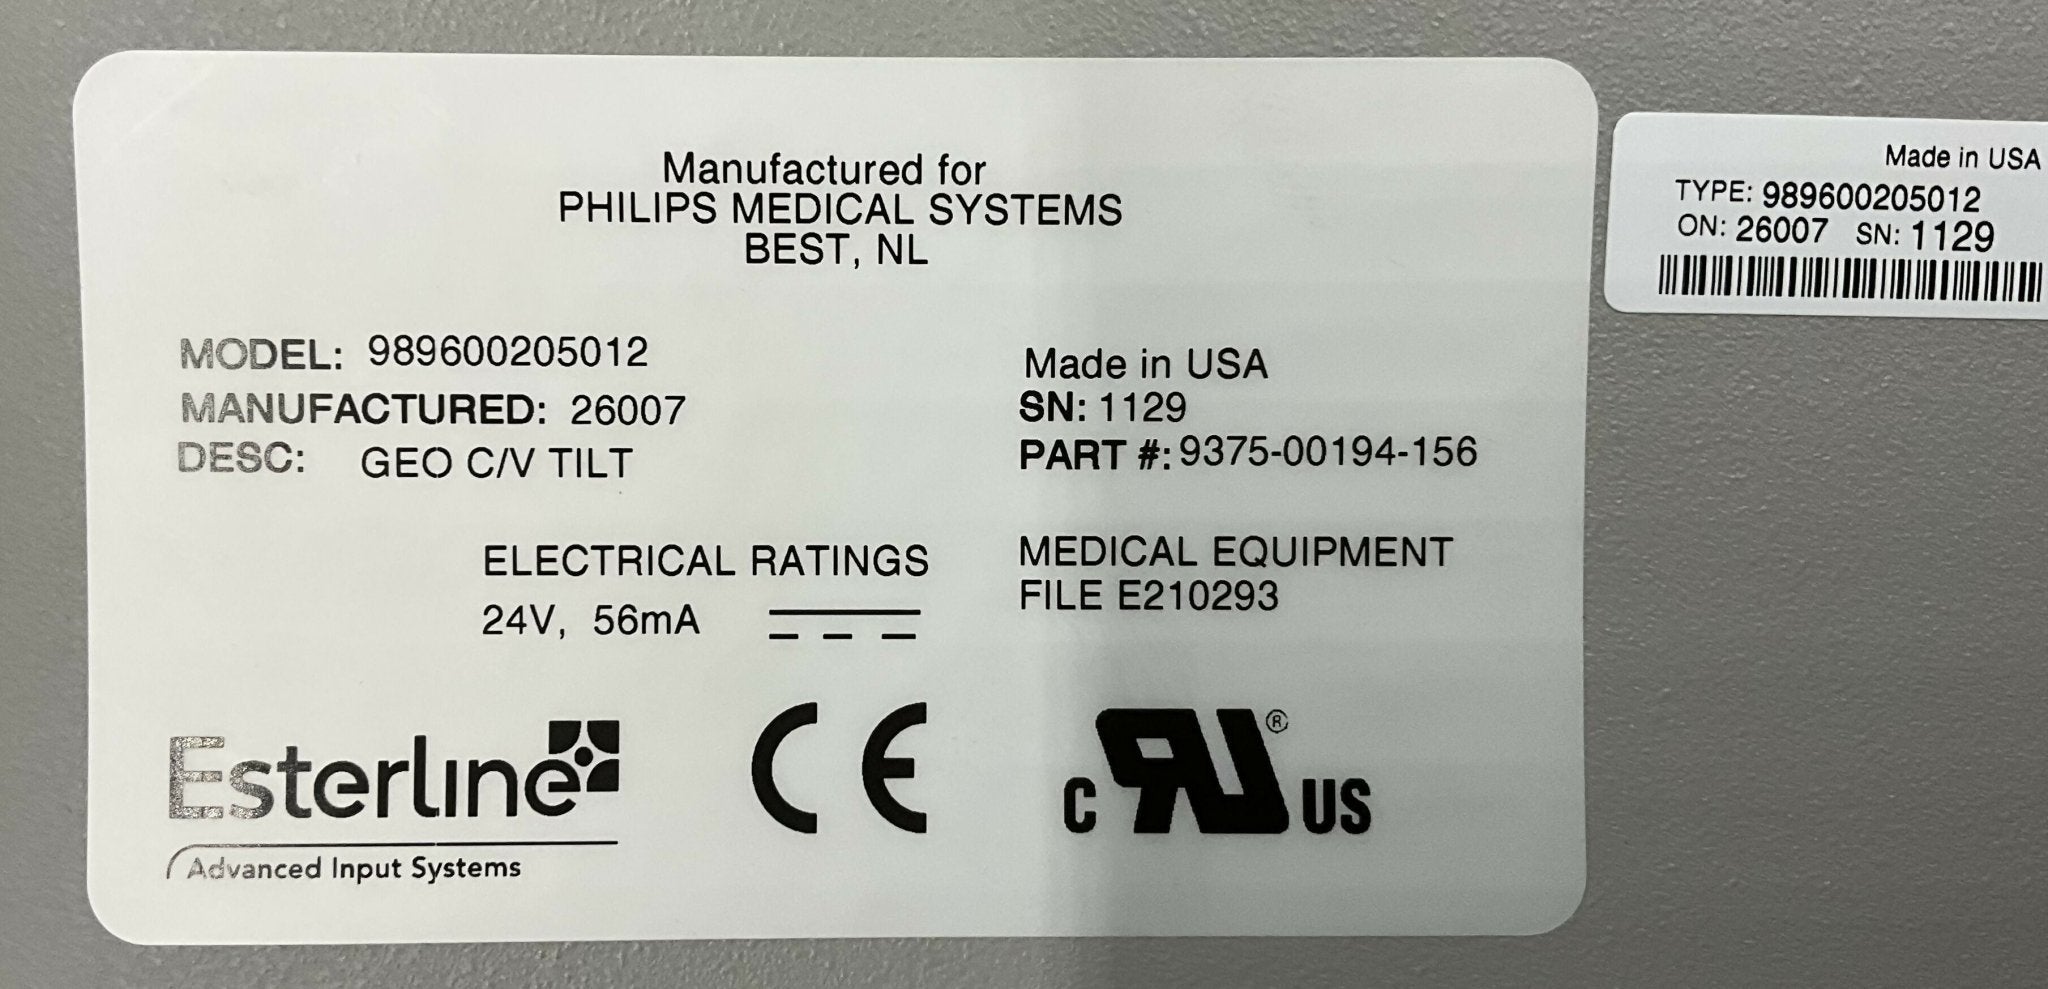 Manufactured for
PHILIPS MEDICAL SYSTEMS
BEST, NL
MODEL: 989600205012
MANUFACTURED: 26007
DESC: GEO C/V TILT
Made in USA
SN: 1129
PART #: 9375-00194-156
ELECTRICAL RATINGS
24V, 56mA
MEDICAL EQUIPMENT
FILE E210293
Esterline
Advanced Input Systems
CE
c RU® US
Made in USA
TYPE: 989600205012
ON: 26007 SN: 1129